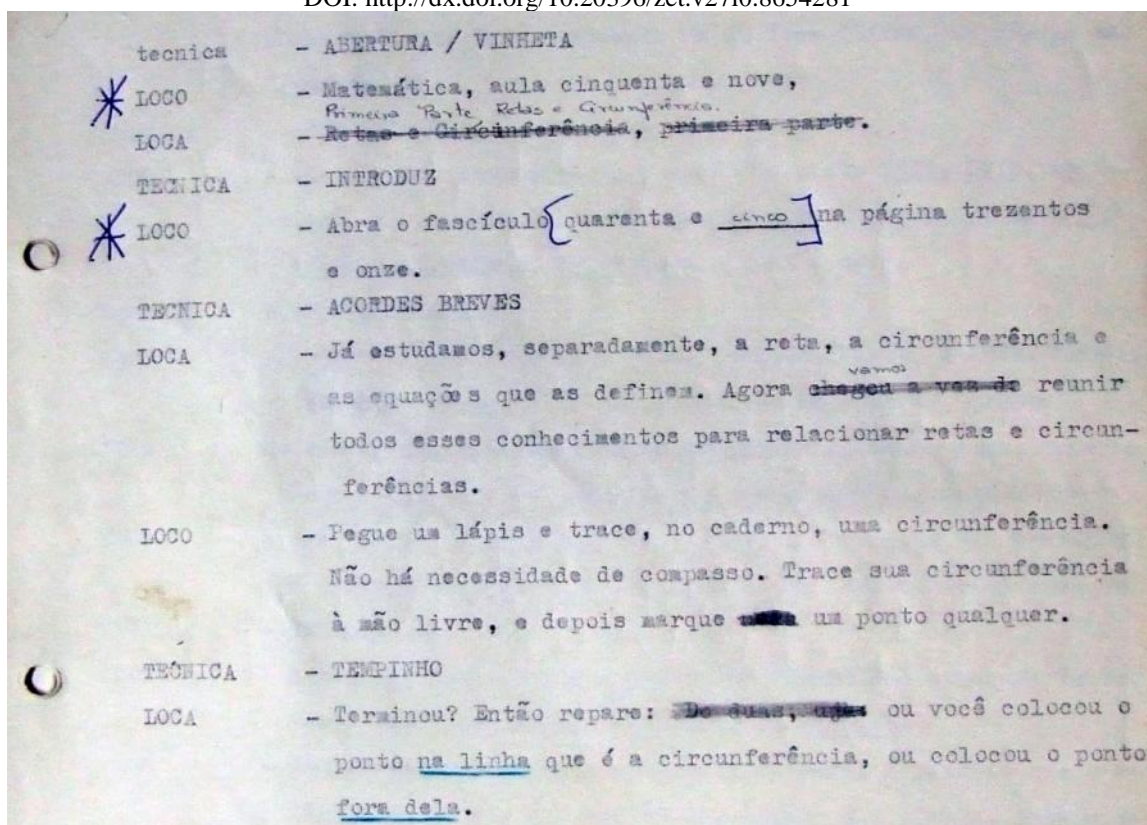 DOI: http://dx.doi.org/10.20396/zet.v27i0.8654281
tecnica - ABERTURA / VINHETA
LOCO - Matemática, aula cinquenta e nove,
Primeira Parte Retas e Circunferência.
LOCA - Retas e Circinferência, primeira parte.
TECNICA - INTRODUZ
LOCO - Abra o fascículo [quarenta e cinco] na página trezentos
e onze.
TECNICA - ACORDES BREVES
LOCA - Já estudamos, separadamente, a reta, a circunferência e
vamos
as equações que as definem. Agora chegou a vez de reunir
todos esses conhecimentos para relacionar retas e circun-
ferências.
LOCO - Pegue um lápis e trace, no caderno, uma circunferência.
Não há necessidade de compasso. Trace sua circunferência
à mão livre, e depois marque um ponto qualquer.
TÉCNICA - TEMPINHO
LOCA - Terminou? Então repare: De duas, uma: ou você colocou o
ponto na linha que é a circunferência, ou colocou o ponto
fora dela.